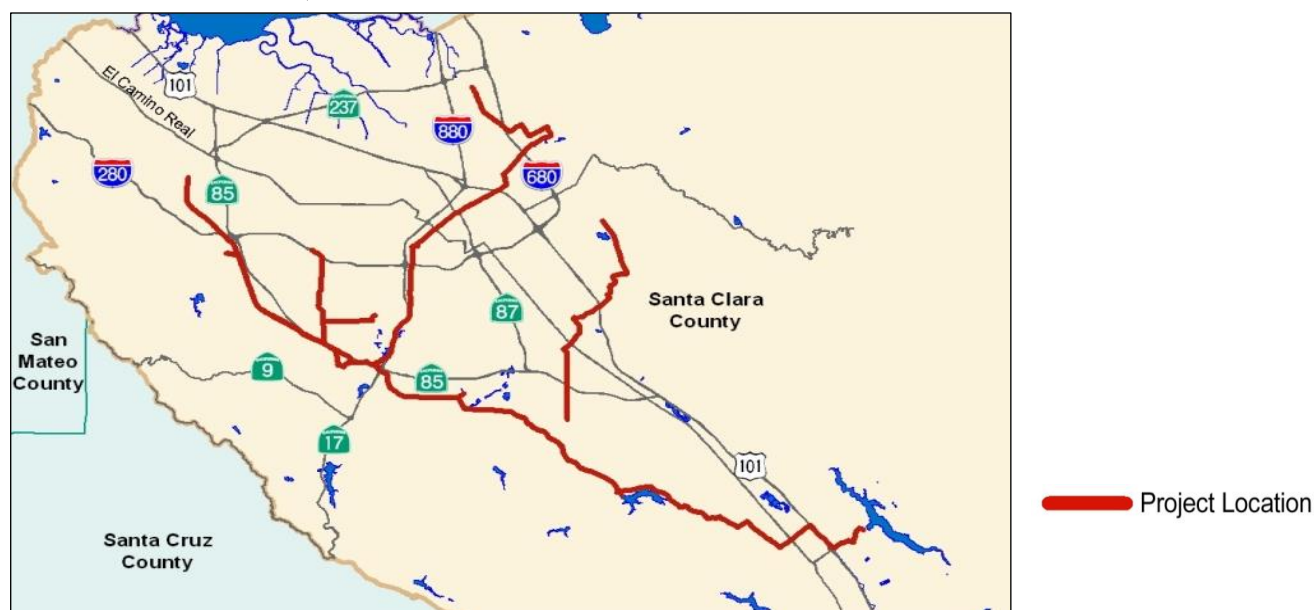 101
El Camino Real
237
880
280
85
680
Santa Clara
County
87
San
Mateo
County
9
85
17
101
Project Location
Santa Cruz
County